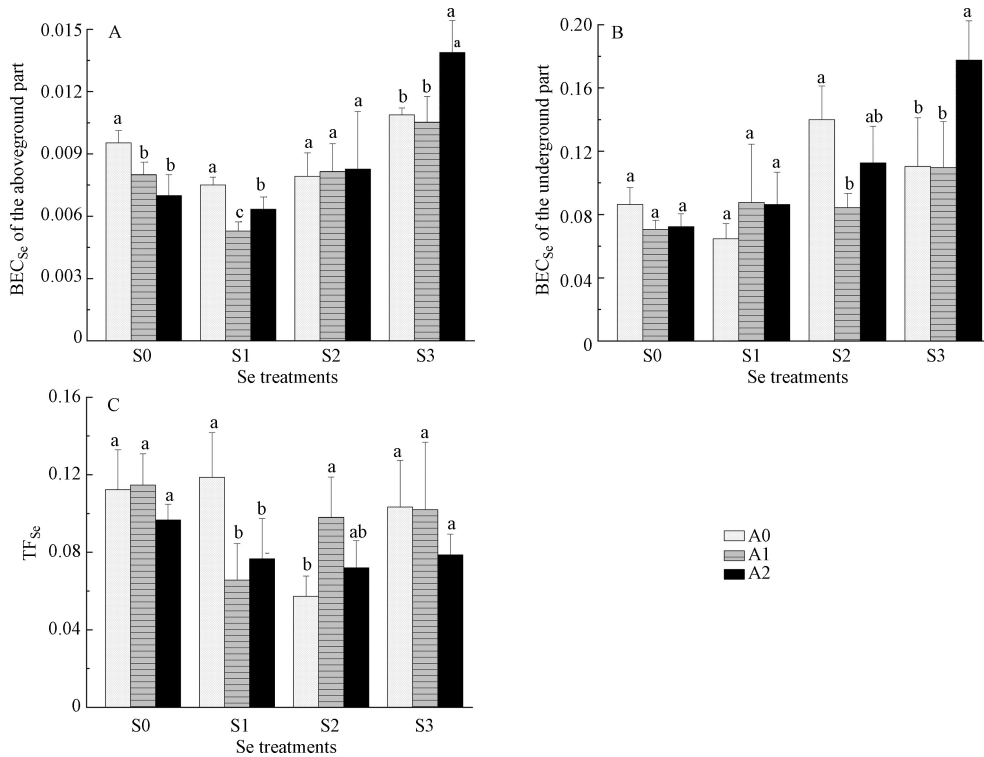 A
BEC_Se of the aboveground part
0.015
0.012
0.009
0.006
0.003
0
a b b a c b a a a b b a a
S0 S1 S2 S3
Se treatments
B
BEC_Se of the underground part
0.20
0.16
0.12
0.08
0.04
0
a a a a a a a b ab b b a
S0 S1 S2 S3
Se treatments
C
TF_Se
0.16
0.12
0.08
0.04
0
a a a a b b b a ab a a a
S0 S1 S2 S3
Se treatments
A0
A1
A2